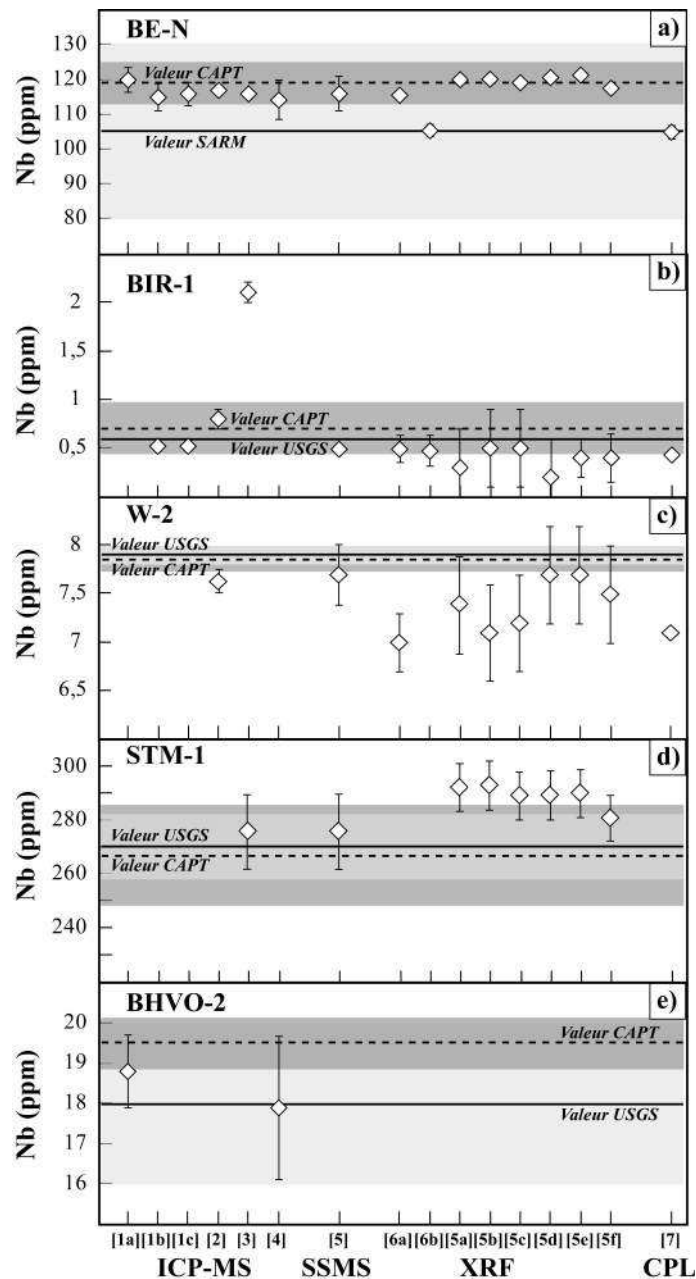 BE-N
a)
130
120
110
100
90
80
Nb (ppm)
Valeur CAPT
Valeur SARM
BIR-1
b)
2
1,5
1
0,5
Nb (ppm)
Valeur CAPT
Valeur USGS
W-2
c)
8
7,5
7
6,5
Nb (ppm)
Valeur USGS
Valeur CAPT
STM-1
d)
300
280
260
240
Nb (ppm)
Valeur USGS
Valeur CAPT
BHVO-2
e)
20
19
18
17
16
Nb (ppm)
Valeur CAPT
Valeur USGS
[1a] [1b] [1c] [2] [3] [4] [5] [6a] [6b] [5a] [5b] [5c] [5d] [5e] [5f] [7]
ICP-MS SSMS XRF CPL